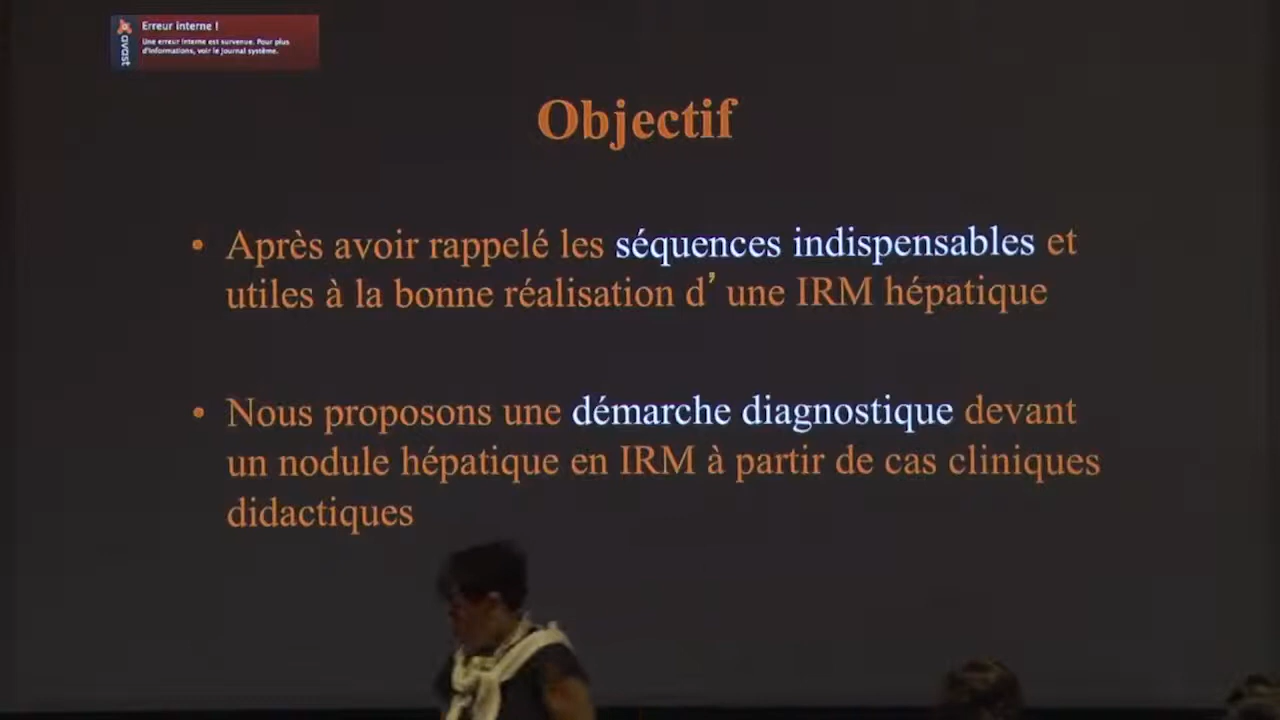 Erreur interne !
Une erreur interne est survenue. Pour plus
d'informations, voir le journal système.
avast
Objectif
• Après avoir rappelé les séquences indispensables et
utiles à la bonne réalisation d’ une IRM hépatique
• Nous proposons une démarche diagnostique devant
un nodule hépatique en IRM à partir de cas cliniques
didactiques